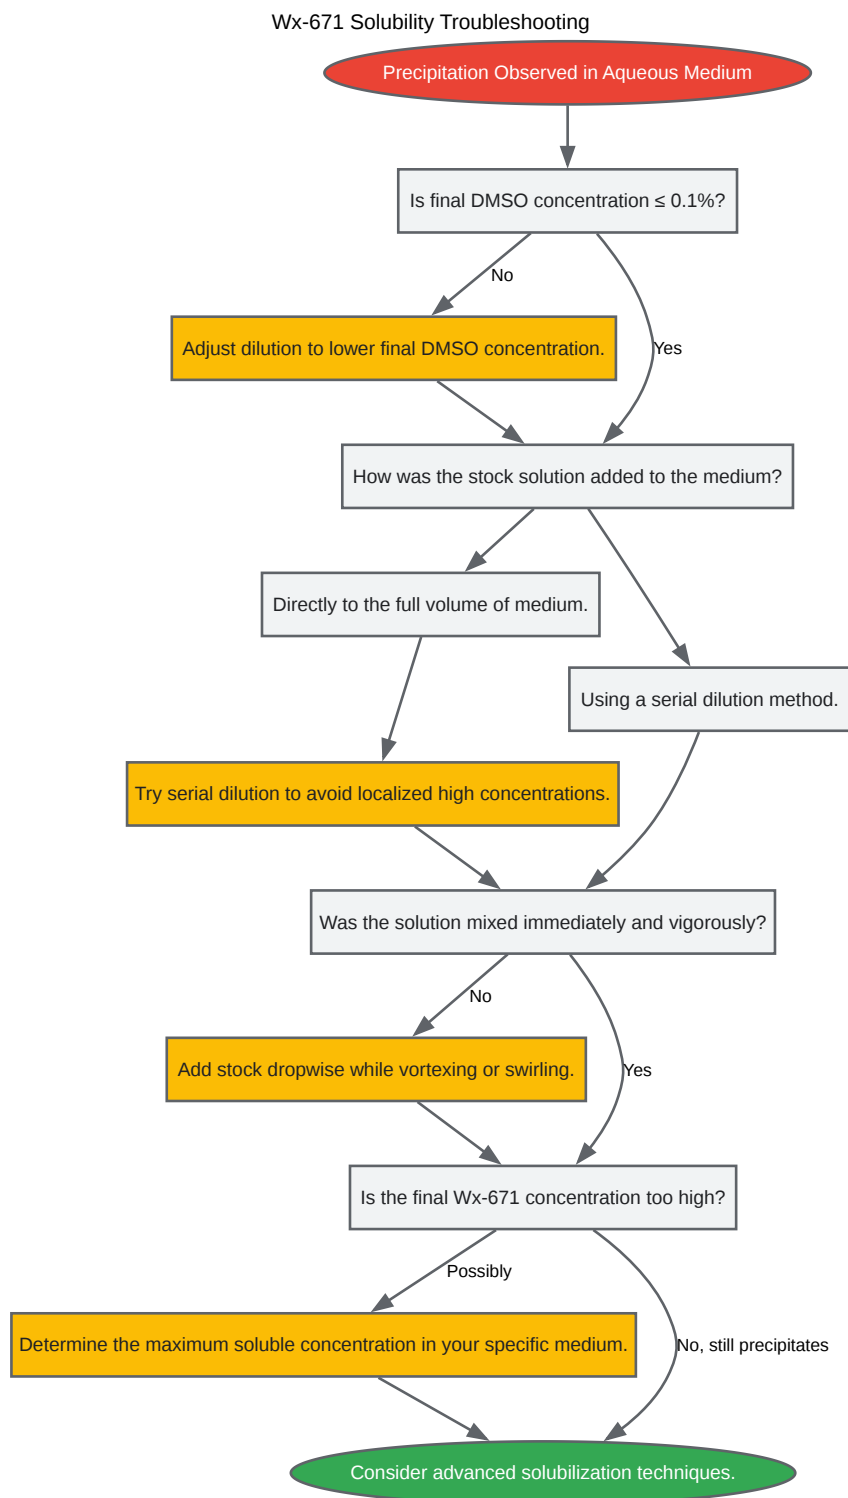 Wx-671 Solubility Troubleshooting
Precipitation Observed in Aqueous Medium
Is final DMSO concentration ≤ 0.1%?
No
Adjust dilution to lower final DMSO concentration.
Yes
How was the stock solution added to the medium?
Directly to the full volume of medium.
Using a serial dilution method.
Try serial dilution to avoid localized high concentrations.
Was the solution mixed immediately and vigorously?
No
Add stock dropwise while vortexing or swirling.
Yes
Is the final Wx-671 concentration too high?
Possibly
Determine the maximum soluble concentration in your specific medium.
No, still precipitates
Consider advanced solubilization techniques.